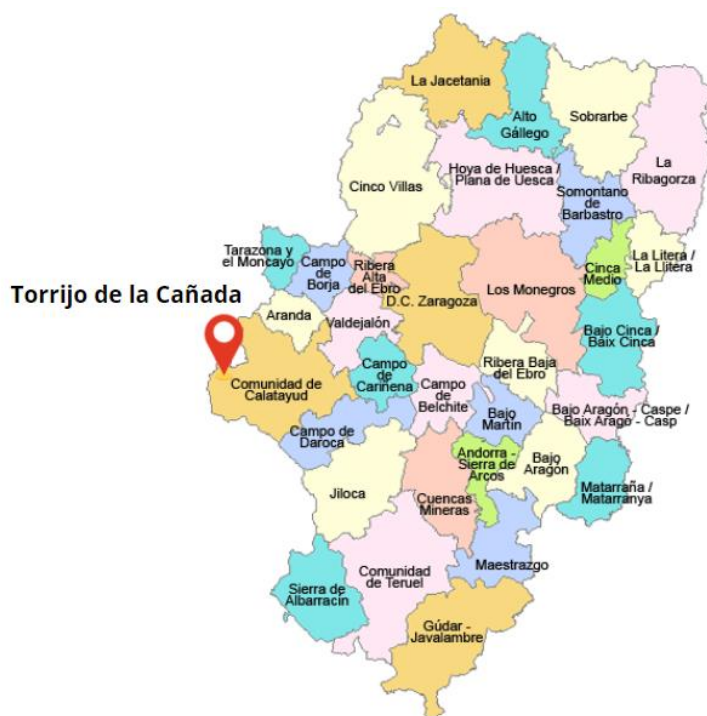 La Jacetania
Alto
Gállego
Sobrarbe
La
Ribagorza
Hoya de Huesca /
Plana de Uesca
Cinco Villas
Somontano
de
Barbastro
Tarazona y
el Moncayo
Campo
de
Borja
Ribera
Alta
del Ebro
D.C. Zaragoza
Los Monegros
Cinca
Medio
La Litera /
La Llitera
Torrijo de la Cañada
Aranda
Valdejalón
Bajo Cinca /
Baix Cinca
Comunidad de
Calatayud
Campo
de
Cariñena
Campo
de
Belchite
Ribera Baja
del Ebro
Bajo Aragón - Caspe /
Baix Aragó - Casp
Campo de
Daroca
Bajo
Martín
Andorra -
Sierra de
Arcos
Bajo
Aragón
Matarraña /
Matarranya
Jiloca
Cuencas
Mineras
Maestrazgo
Sierra de
Albarracín
Comunidad
de Teruel
Gúdar -
Javalambre